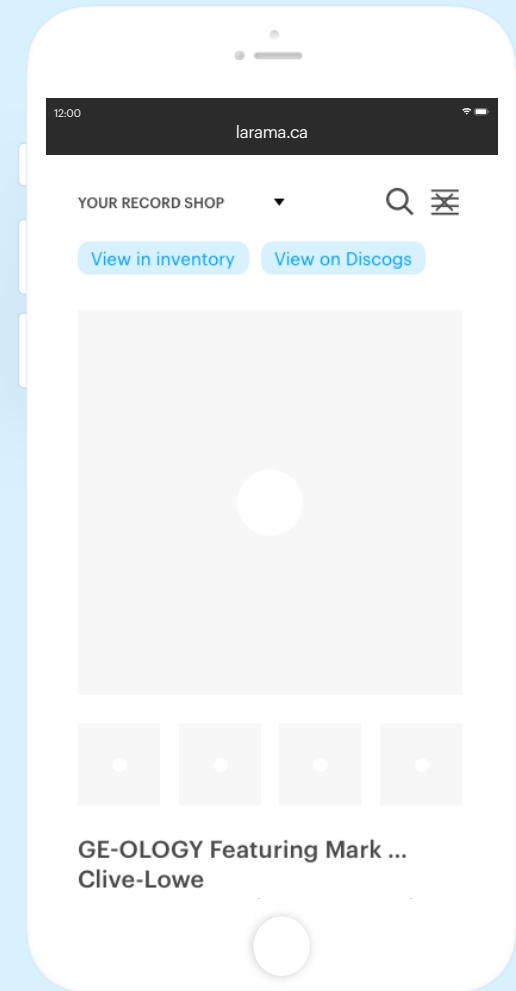 12:00
larama.ca
YOUR RECORD SHOP
View in inventory View on Discogs
GE-OLOGY Featuring Mark ...
Clive-Lowe